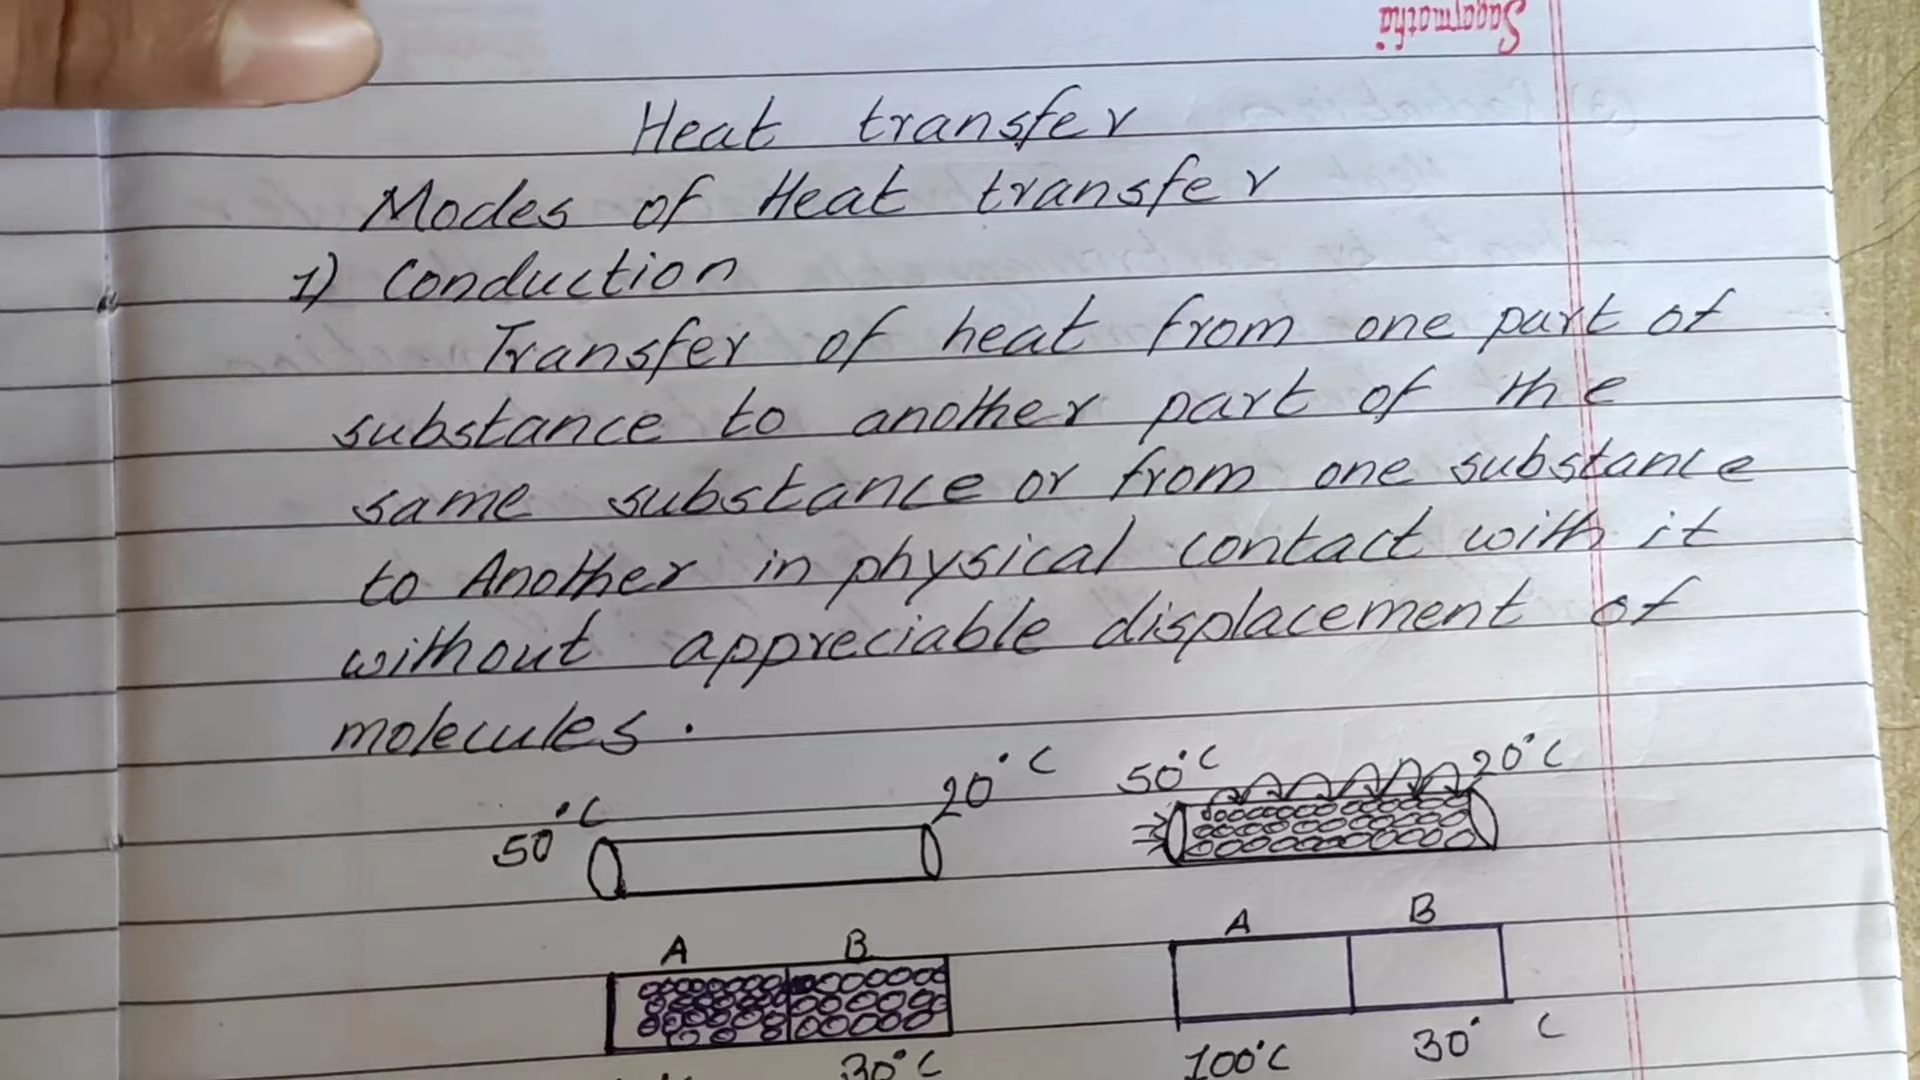 Sagarmatha
Heat transfer
Modes of Heat transfer
1) Conduction
Transfer of heat from one part of
substance to another part of the
same substance or from one substance
to Another in physical contact with it
without appreciable displacement of
molecules.
50°C 20°C 50°C 20°C
A B A B
30°C 100°C 30° C